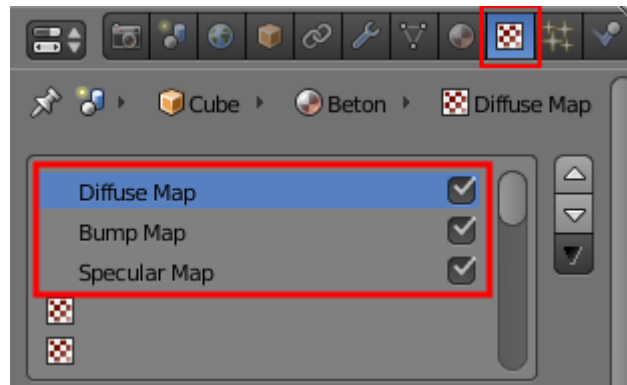 Cube Beton Diffuse Map
Diffuse Map
Bump Map
Specular Map